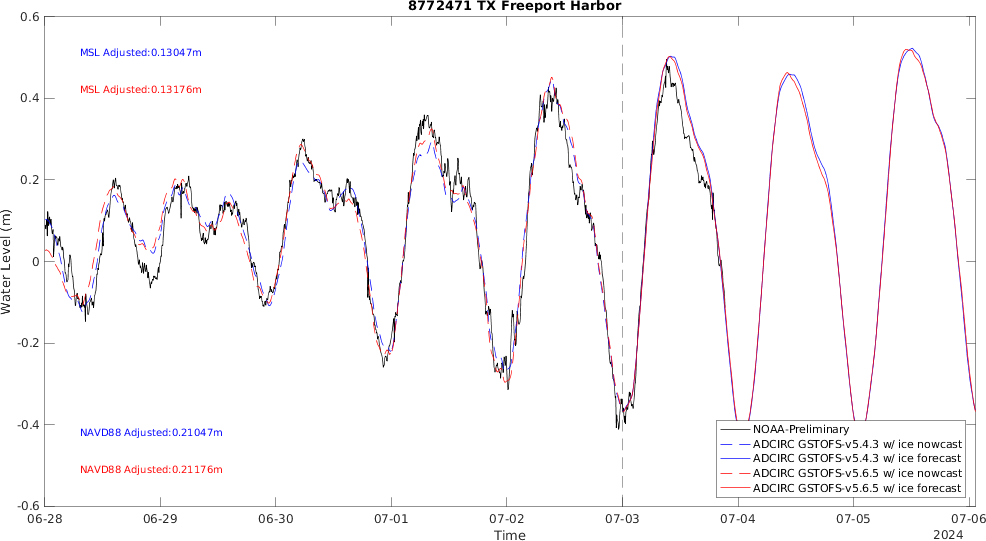 8772471 TX Freeport Harbor
0.6
MSL Adjusted:0.13047m
MSL Adjusted:0.13176m
0.4
0.2
0
-0.2
-0.4
-0.6
Water Level (m)
NAVD88 Adjusted:0.21047m
NAVD88 Adjusted:0.21176m
NOAA-Preliminary
ADCIRC GSTOFS-v5.4.3 w/ ice nowcast
ADCIRC GSTOFS-v5.4.3 w/ ice forecast
ADCIRC GSTOFS-v5.6.5 w/ ice nowcast
ADCIRC GSTOFS-v5.6.5 w/ ice forecast
06-28 06-29 06-30 07-01 07-02 07-03 07-04 07-05 07-06
Time
2024